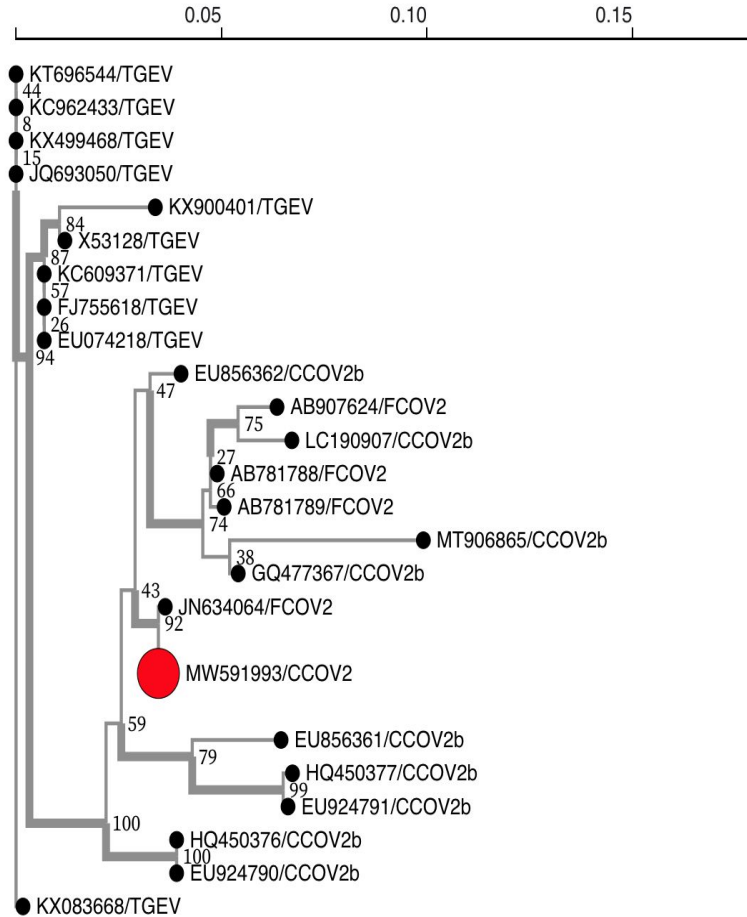 0.05 0.10 0.15
KT696544/TGEV
44
KC962433/TGEV
8
KX499468/TGEV
15
JQ693050/TGEV
KX900401/TGEV
84
X53128/TGEV
87
KC609371/TGEV
57
FJ755618/TGEV
26
EU074218/TGEV
94
EU856362/CCOV2b
47
AB907624/FCOV2
75
LC190907/CCOV2b
27
AB781788/FCOV2
66
AB781789/FCOV2
74
MT906865/CCOV2b
38
GQ477367/CCOV2b
43
JN634064/FCOV2
92
MW591993/CCOV2
59
EU856361/CCOV2b
79
HQ450377/CCOV2b
99
EU924791/CCOV2b
100
HQ450376/CCOV2b
100
EU924790/CCOV2b
KX083668/TGEV